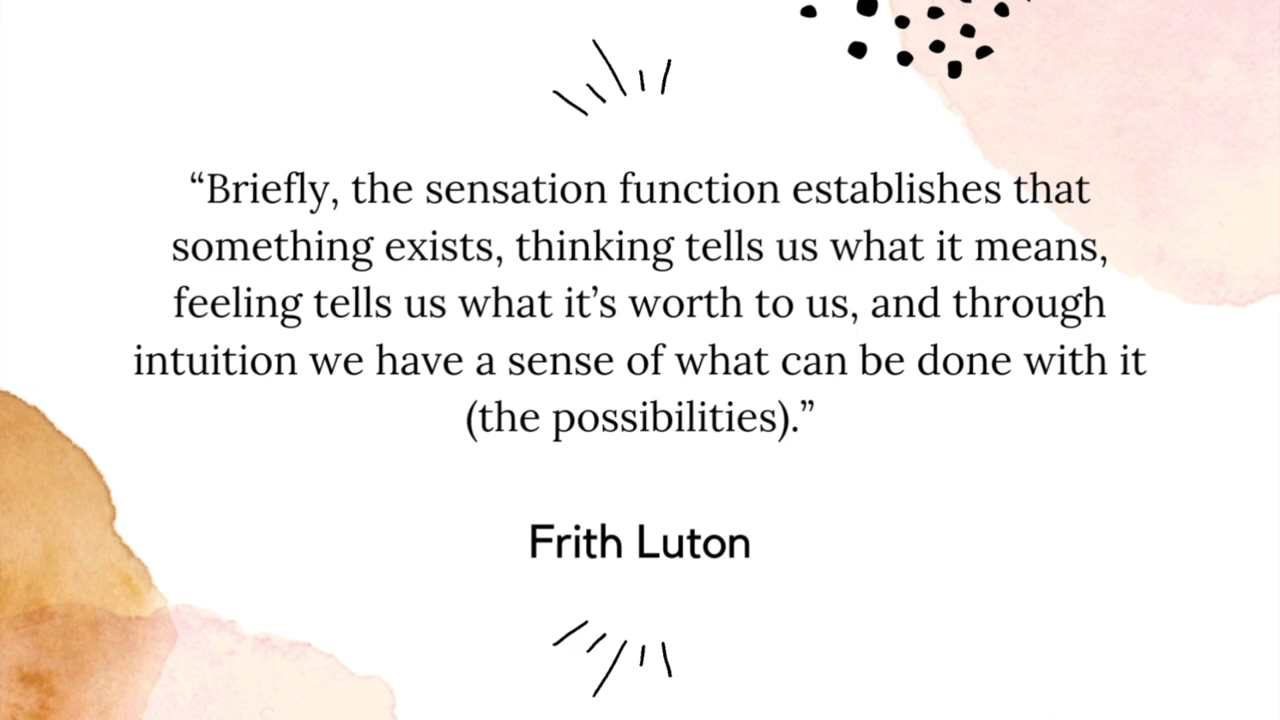 “Briefly, the sensation function establishes that
something exists, thinking tells us what it means,
feeling tells us what it’s worth to us, and through
intuition we have a sense of what can be done with it
(the possibilities).”
Frith Luton